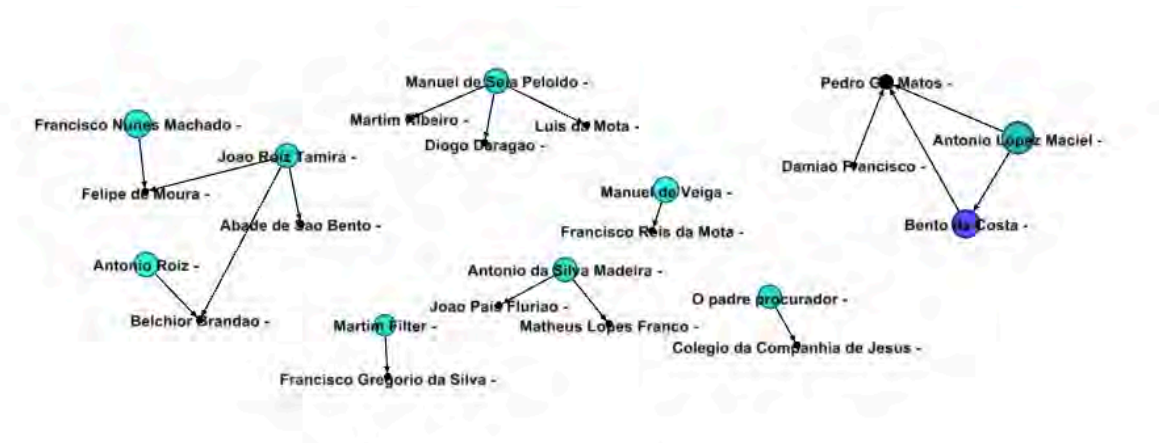 Manuel de Seia Peloldo -
Pedro Gil Matos -
Martim Ribeiro -
Francisco Nunes Machado -
Luis da Mota -
Antonio Lopez Maciel -
Diogo Daragao -
Joao Roiz Tamira -
Damiao Francisco -
Felipe de Moura -
Manuel de Veiga -
Abade de Sao Bento -
Bento da Costa -
Francisco Reis da Mota -
Antonio Roiz -
Antonio da Silva Madeira -
O padre procurador -
Joao Pais Fluriao -
Belchior Brandao -
Martim Filter -
Matheus Lopes Franco -
Colegio da Companhia de Jesus -
Francisco Gregorio da Silva -